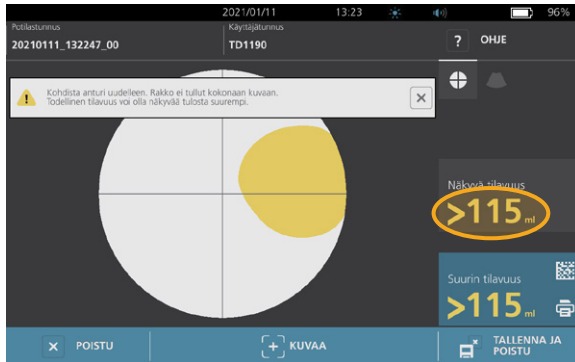 2021/01/11 13:23 96%
Potilastunnus
20210111_132247_00
Käyttäjätunnus
TD1190
? OHJE
Kohdista anturi uudelleen. Rakko ei tullut kokonaan kuvaan.
Todellinen tilavuus voi olla näkyvää tulosta suurempi.
Näkyvä tilavuus
>115 ml
Suurin tilavuus
>115 ml
POISTU
KUVAA
TALLENNA JA
POISTU